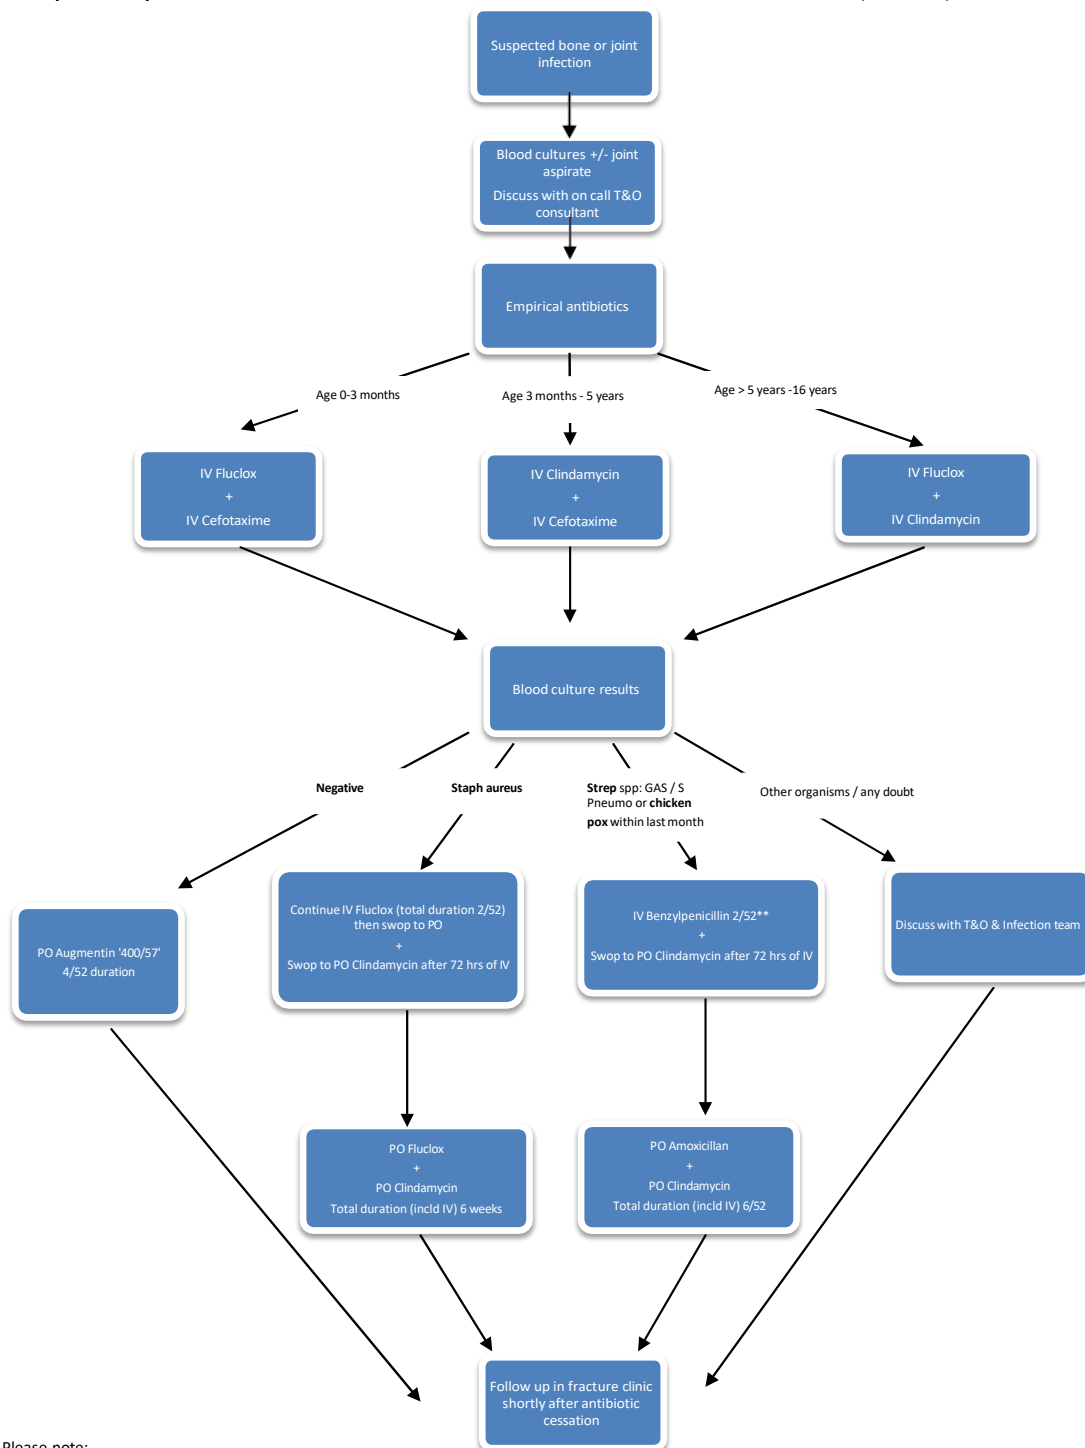 Suspected bone or joint
infection
Blood cultures +/- joint
aspirate
Discuss with on call T&O
consultant
Empirical antibiotics
Age 0-3 months
Age 3 months - 5 years
Age > 5 years -16 years
IV Fluclox
+
IV Cefotaxime
IV Clindamycin
+
IV Cefotaxime
IV Fluclox
+
IV Clindamycin
Blood culture results
Negative
Staph aureus
Strep spp: GAS / S
Pneumo or chicken
pox within last month
Other organisms / any doubt
PO Augmentin '400/57'
4/52 duration
Continue IV Fluclox (total duration 2/52)
then swop to PO
+
Swop to PO Clindamycin after 72 hrs of IV
IV Benzylpenicillin 2/52**
+
Swop to PO Clindamycin after 72 hrs of IV
Discuss with T&O & Infection team
PO Fluclox
+
PO Clindamycin
Total duration (incld IV) 6 weeks
PO Amoxicillan
+
PO Clindamycin
Total duration (incld IV) 6/52
Follow up in fracture clinic
shortly after antibiotic
cessation
Please note: